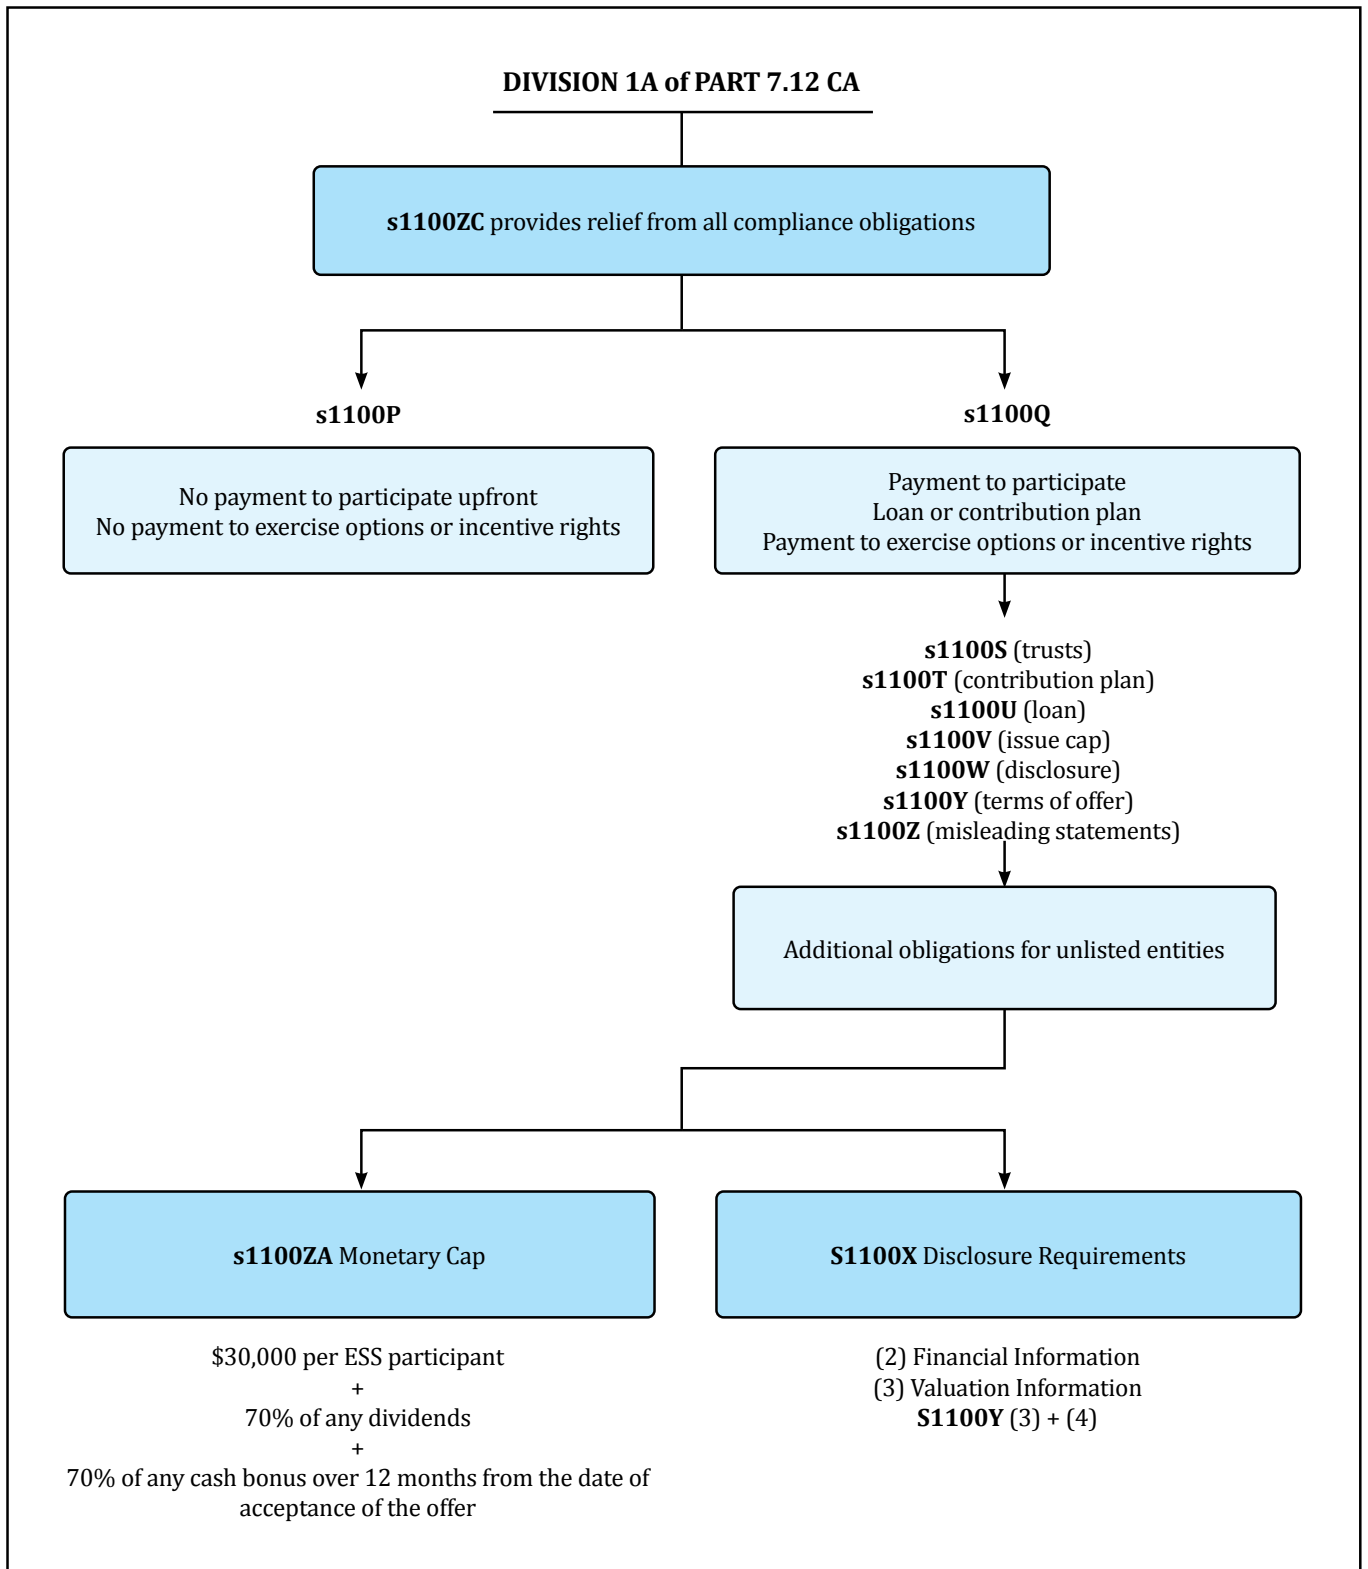 DIVISION 1A of PART 7.12 CA
s1100ZC provides relief from all compliance obligations
s1100P
No payment to participate upfront
No payment to exercise options or incentive rights
s1100Q
Payment to participate
Loan or contribution plan
Payment to exercise options or incentive rights
s1100S (trusts)
s1100T (contribution plan)
s1100U (loan)
s1100V (issue cap)
s1100W (disclosure)
s1100Y (terms of offer)
s1100Z (misleading statements)
Additional obligations for unlisted entities
s1100ZA Monetary Cap
$30,000 per ESS participant
+
70% of any dividends
+
70% of any cash bonus over 12 months from the date of
acceptance of the offer
S1100X Disclosure Requirements
(2) Financial Information
(3) Valuation Information
S1100Y (3) + (4)